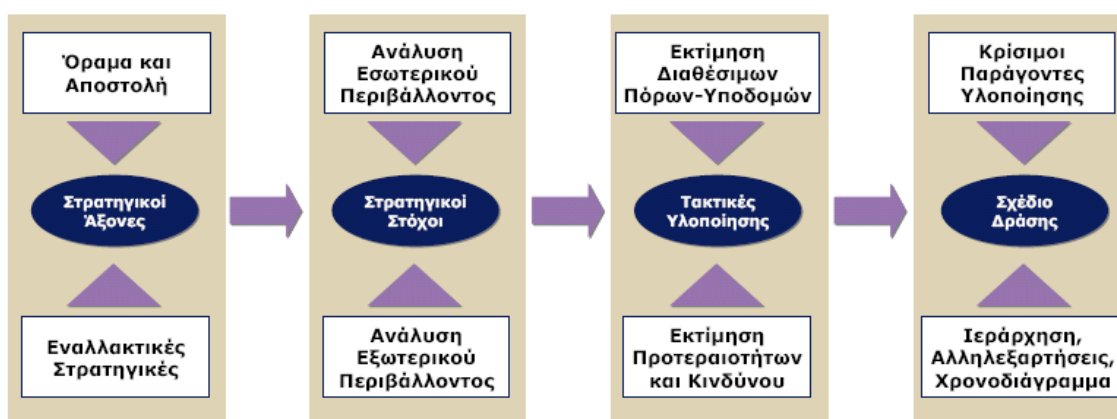 Όραμα και
Αποστολή
Στρατηγικοί
Άξονες
Εναλλακτικές
Στρατηγικές
Ανάλυση
Εσωτερικού
Περιβάλλοντος
Στρατηγικοί
Στόχοι
Ανάλυση
Εξωτερικού
Περιβάλλοντος
Εκτίμηση
Διαθέσιμων
Πόρων-Υποδομών
Τακτικές
Υλοποίησης
Εκτίμηση
Προτεραιοτήτων
και Κινδύνου
Κρίσιμοι
Παράγοντες
Υλοποίησης
Σχέδιο
Δράσης
Ιεράρχηση,
Αλληλεξαρτήσεις,
Χρονοδιάγραμμα